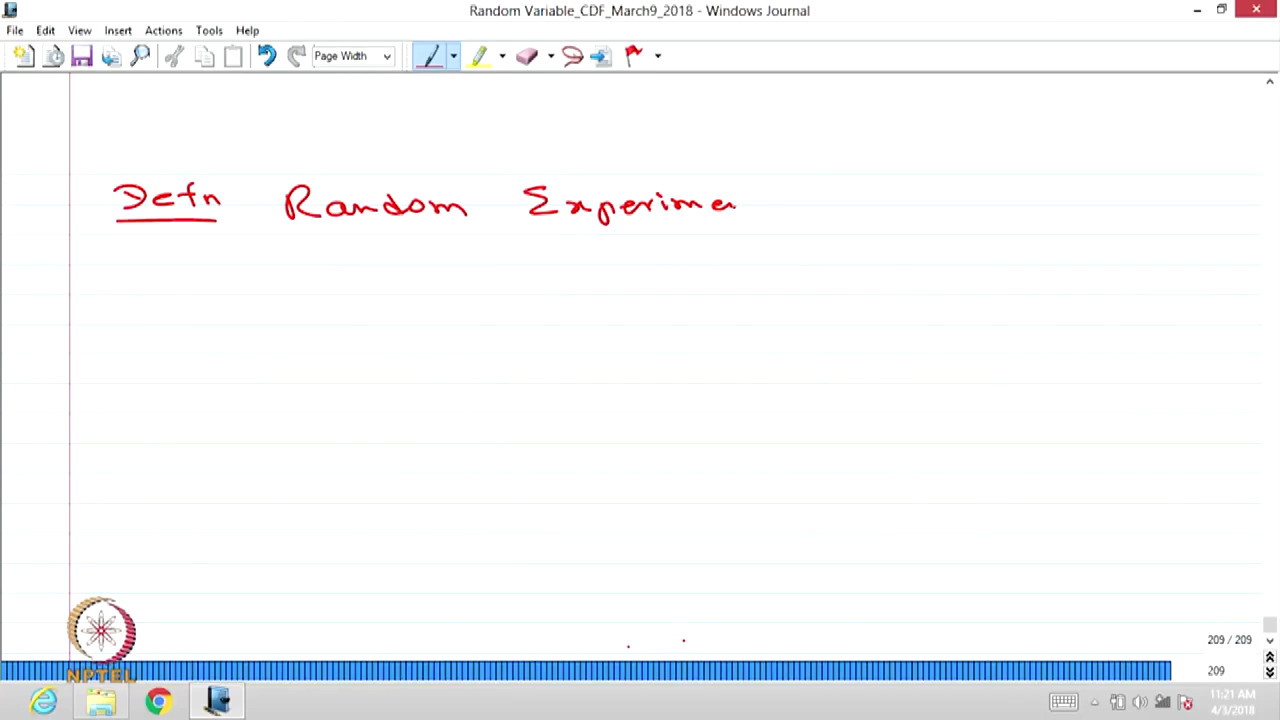 Random Variable_CDF_March9_2018 - Windows Journal
File Edit View Insert Actions Tools Help
Page Width
Defn Random Experime
209 / 209
209
NPTEL
11:21 AM
4/3/2018